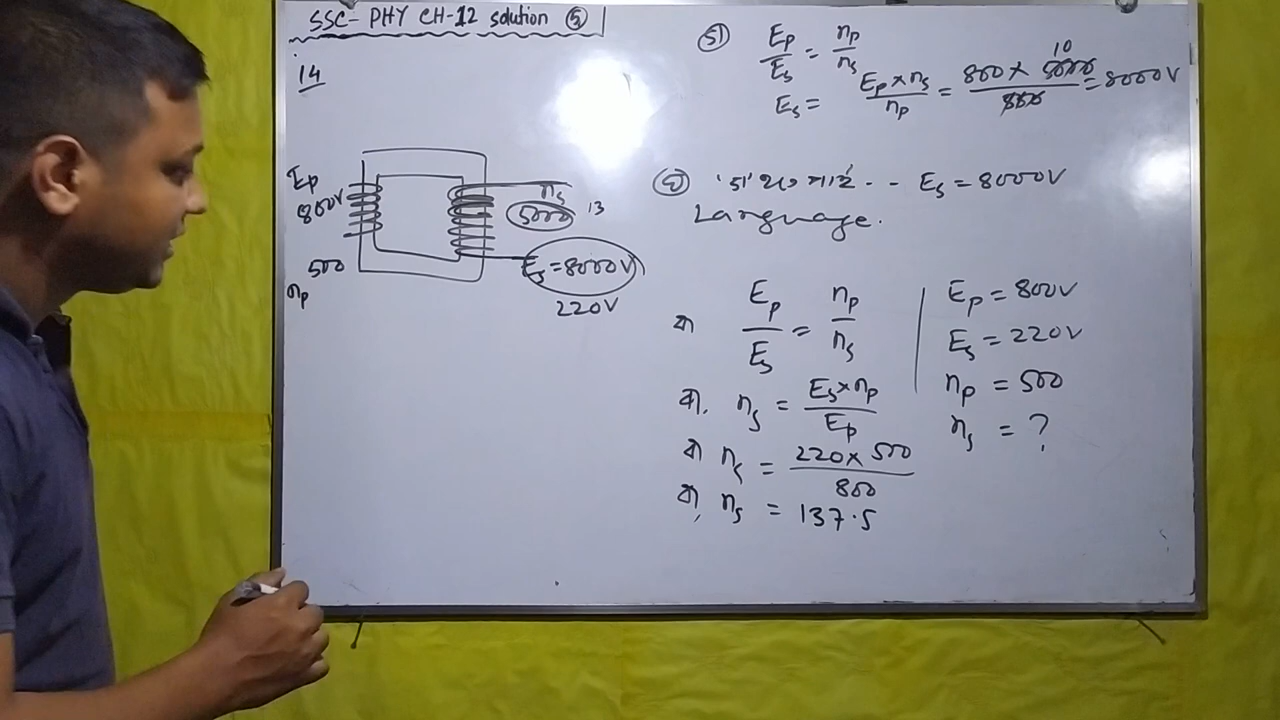 SSC- PHY CH-12 solution ⑤
14
Ep
800V
500
np
ns
5000
13
Es = 8000V
220V
Ep/Es = np/ns
Es = Ep × ns/np = 800 × 5000/800 = 8000V
10
Es = 8000V
Language.
বা Ep/Es = np/ns
বা, ns = Es × np/Ep
বা ns = 220 × 500/800
বা, ns = 137.5
Ep = 800V
Es = 220V
np = 500
ns = ?